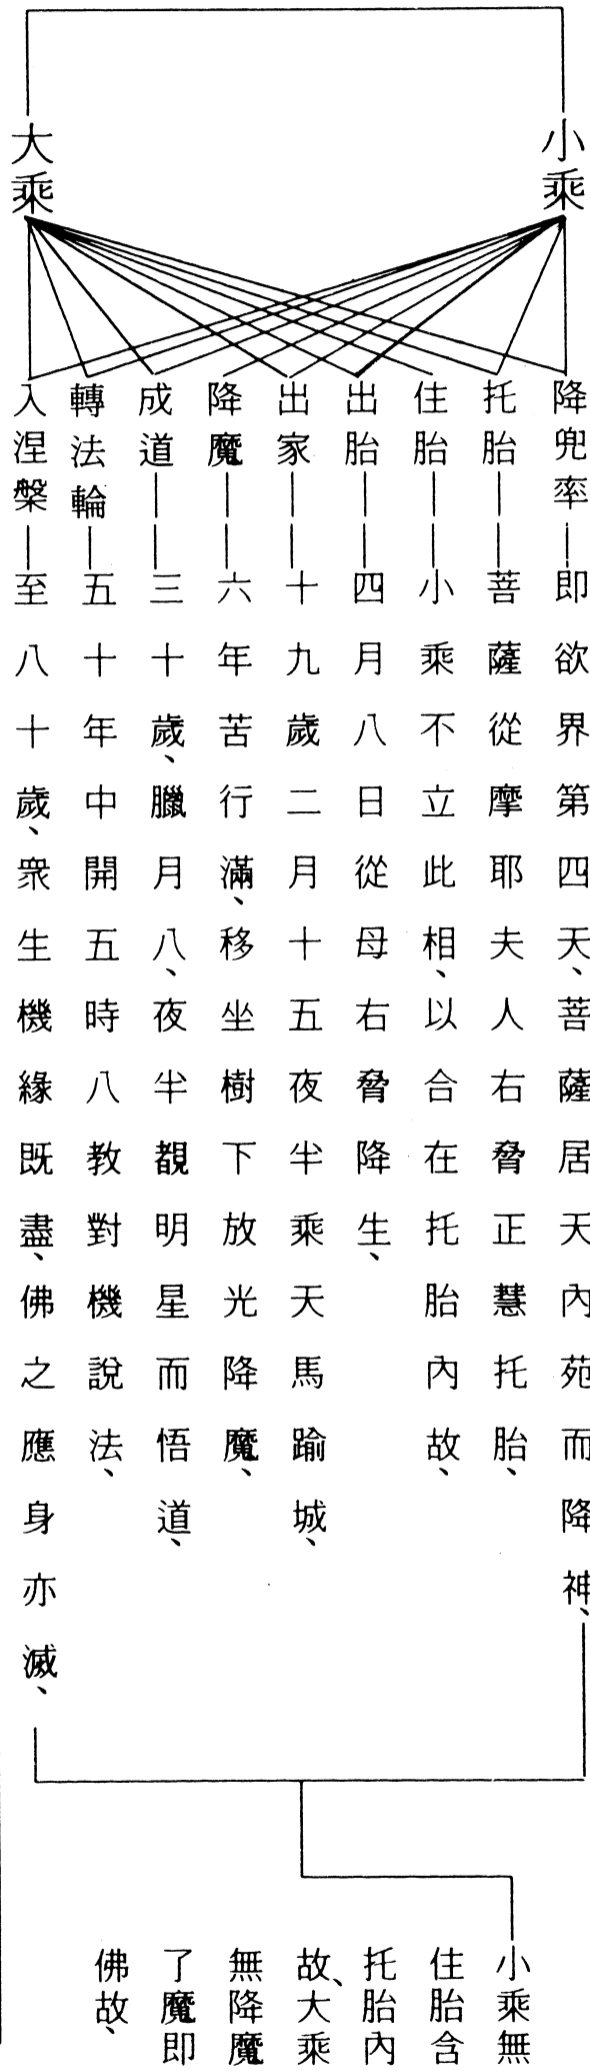 小乘
大乘
降兜率——即欲界第四天、菩薩居天內苑而降神、
托胎——菩薩從摩耶夫人右脅正慧托胎、
住胎——小乘不立此相、以合在托胎內故、
出胎——四月八日從母右脅降生、
出家——十九歲二月十五夜半乘天馬踰城、
降魔——六年苦行滿、移坐樹下放光降魔、
成道——三十歲、臘月八、夜半覩明星而悟道、
轉法輪——五十年中開五時八教對機說法、
入涅槃——至八十歲、衆生機緣既盡、佛之應身亦滅、
小乘無
住胎含
托胎內
故、大乘
無降魔
了魔即
佛故、